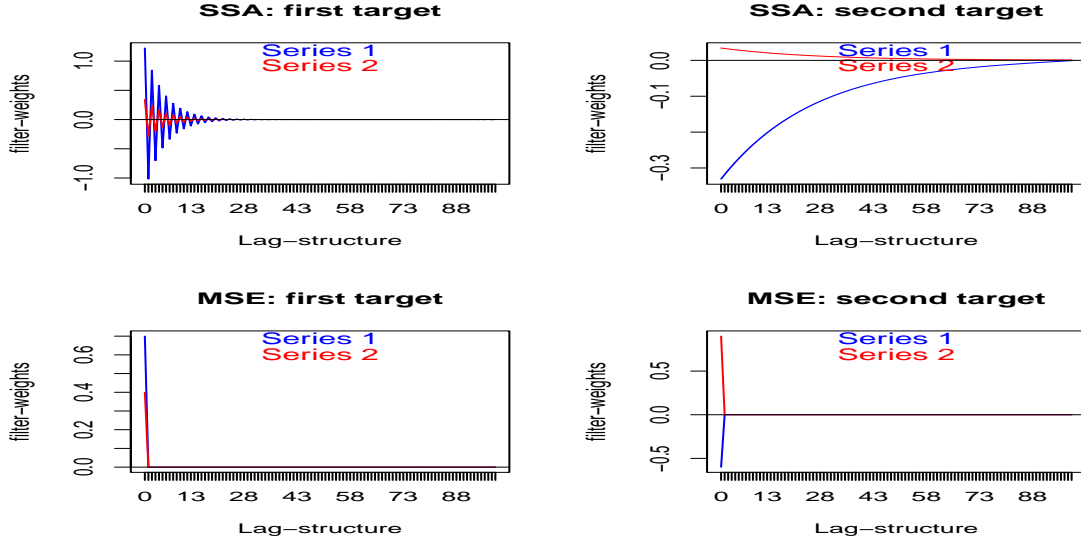 SSA: first target
Series 1
Series 2
filter-weights
1.0
0.0
-1.0
0 13 28 43 58 73 88
Lag-structure
SSA: second target
Series 1
Series 2
filter-weights
0.0
-0.1
-0.3
0 13 28 43 58 73 88
Lag-structure
MSE: first target
Series 1
Series 2
filter-weights
0.6
0.4
0.2
0.0
0 13 28 43 58 73 88
Lag-structure
MSE: second target
Series 1
Series 2
filter-weights
0.5
0.0
-0.5
0 13 28 43 58 73 88
Lag-structure